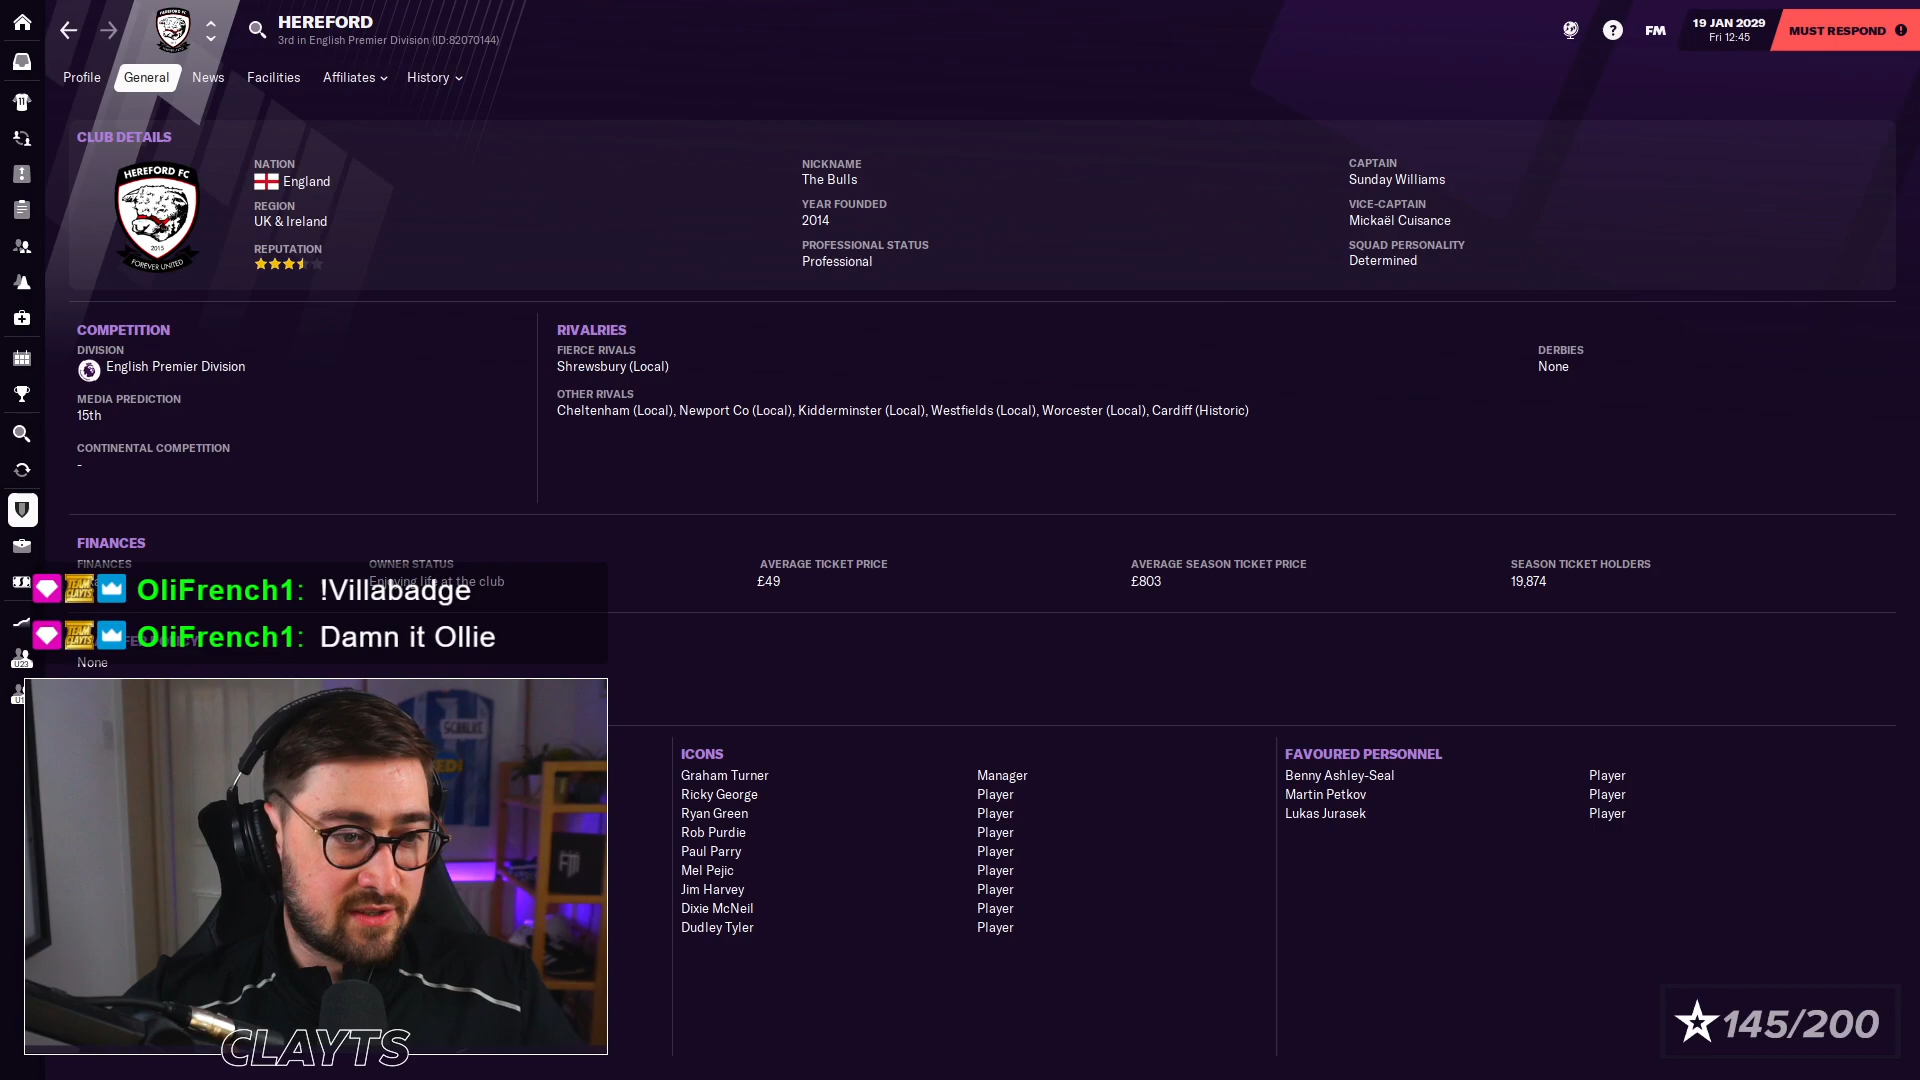 HEREFORD
3rd in English Premier Division (ID:82070144)
FM
19 JAN 2029
Fri 12:45
MUST RESPOND
Profile
General
News
Facilities
Affiliates
History
CLUB DETAILS
HEREFORD FC
2015
FOREVER UNITED
NATION
England
REGION
UK & Ireland
REPUTATION
NICKNAME
The Bulls
YEAR FOUNDED
2014
PROFESSIONAL STATUS
Professional
CAPTAIN
Sunday Williams
VICE-CAPTAIN
Mickaël Cuisance
SQUAD PERSONALITY
Determined
COMPETITION
DIVISION
English Premier Division
MEDIA PREDICTION
15th
CONTINENTAL COMPETITION
-
RIVALRIES
FIERCE RIVALS
Shrewsbury (Local)
OTHER RIVALS
Cheltenham (Local), Newport Co (Local), Kidderminster (Local), Westfields (Local), Worcester (Local), Cardiff (Historic)
DERBIES
None
FINANCES
FINANCES
OWNER STATUS
Enjoying life at the club
AVERAGE TICKET PRICE
£49
AVERAGE SEASON TICKET PRICE
£803
SEASON TICKET HOLDERS
19,874
OliFrench1: !Villabadge
OliFrench1: Damn it Ollie
None
U23
ICONS
Graham Turner Manager
Ricky George Player
Ryan Green Player
Rob Purdie Player
Paul Parry Player
Mel Pejic Player
Jim Harvey Player
Dixie McNeil Player
Dudley Tyler Player
FAVOURED PERSONNEL
Benny Ashley-Seal Player
Martin Petkov Player
Lukas Jurasek Player
CLAYTS
145/200